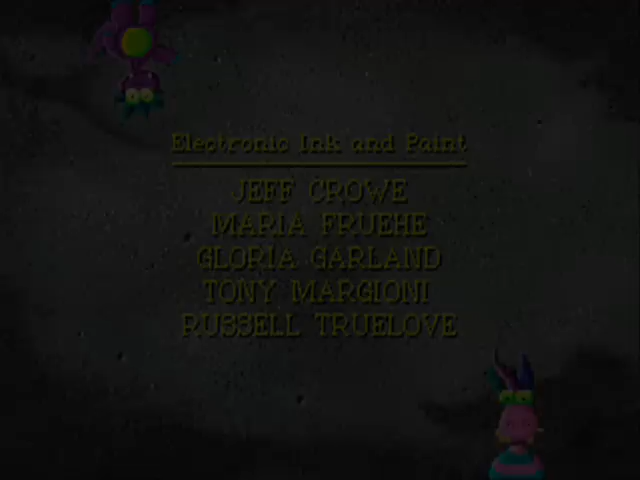 Electronic Ink and Paint
JEFF CROWE
MARIA FRUEHE
GLORIA GARLAND
TONY MARGIONI
RUSSELL TRUELOVE